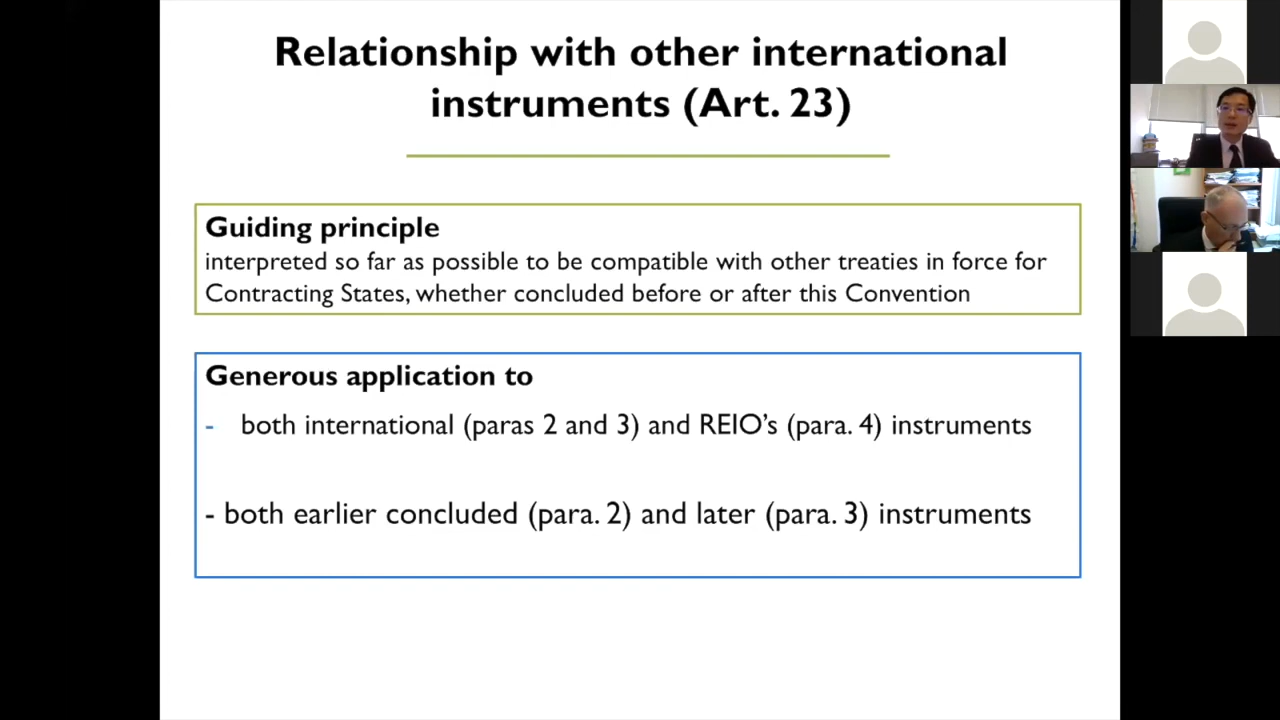 Relationship with other international
instruments (Art. 23)
Guiding principle
interpreted so far as possible to be compatible with other treaties in force for
Contracting States, whether concluded before or after this Convention
Generous application to
- both international (paras 2 and 3) and REIO's (para. 4) instruments
- both earlier concluded (para. 2) and later (para. 3) instruments